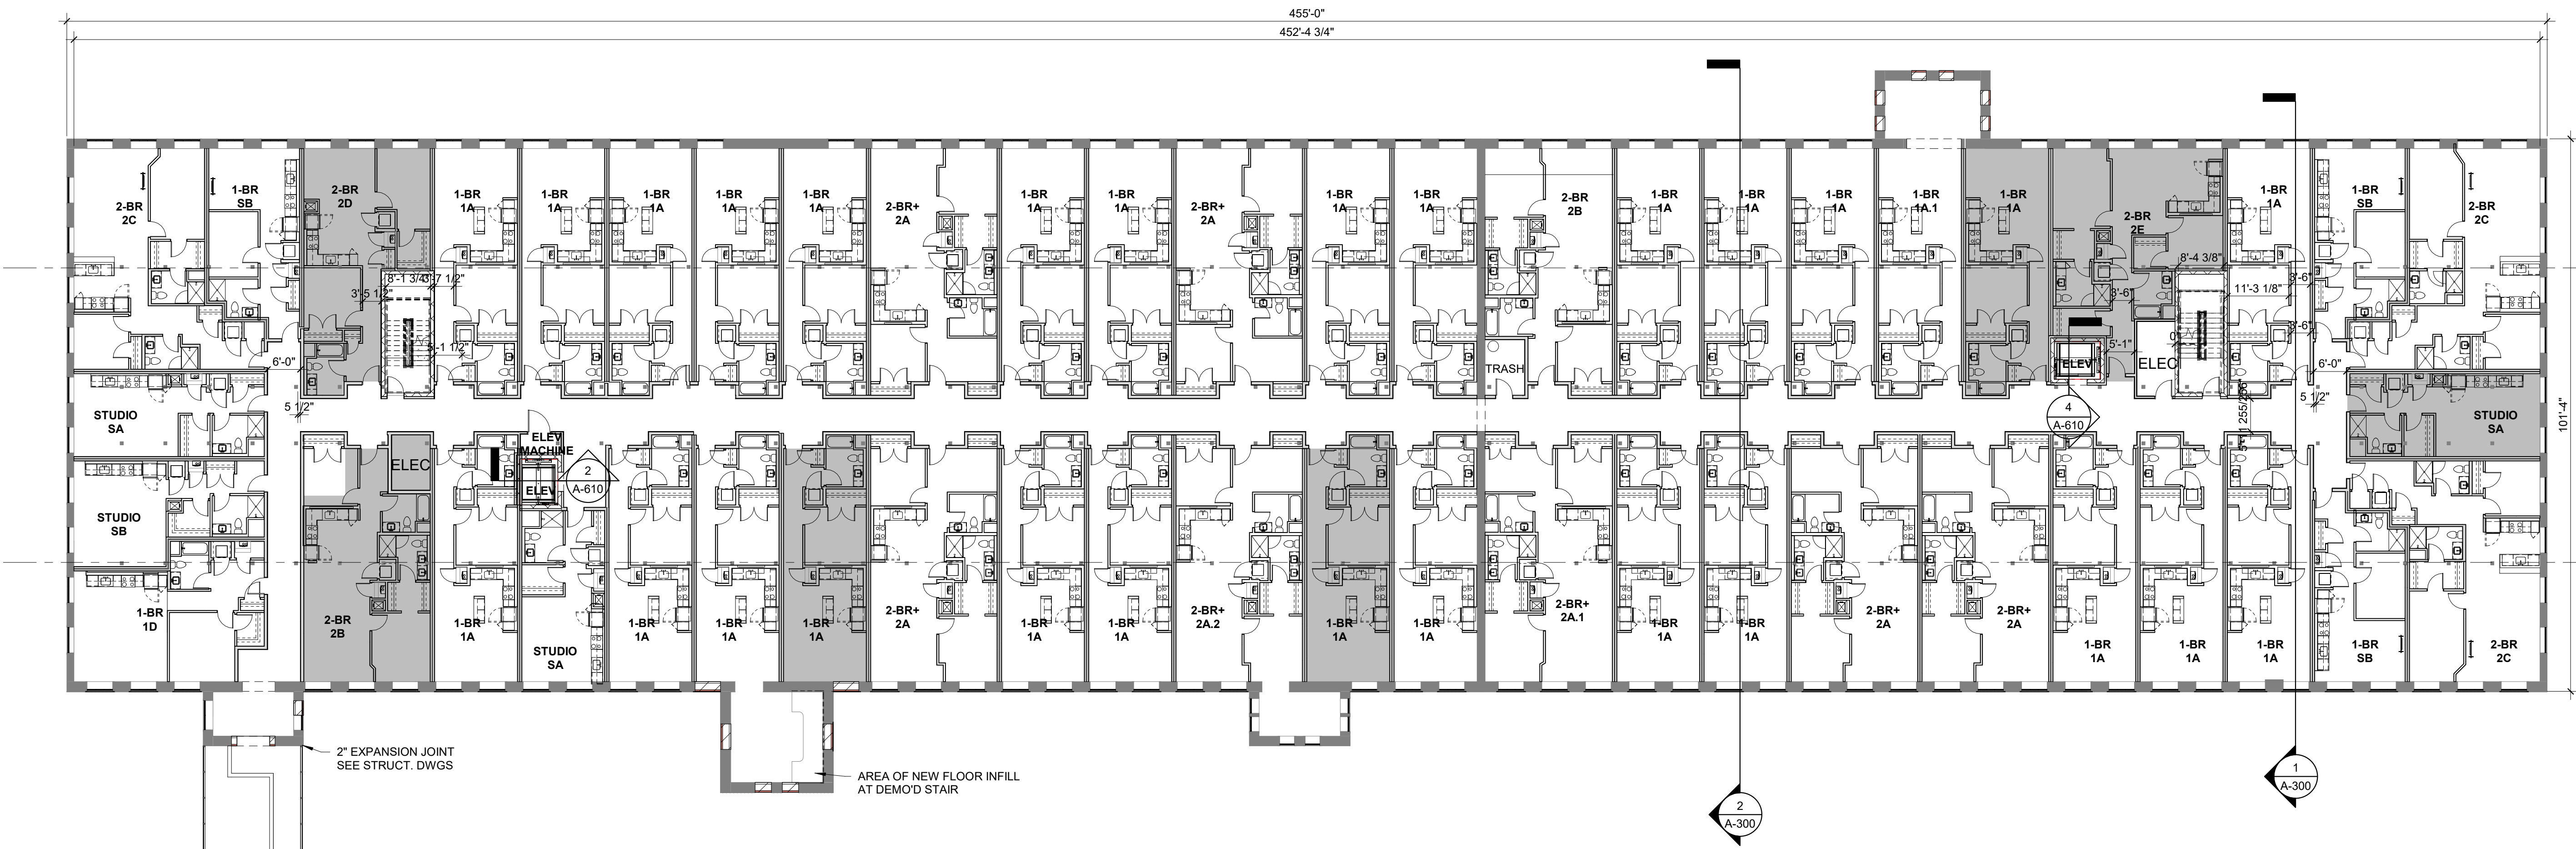 455'-0"
452'-4 3/4"
2-BR
2C
1-BR
SB
2-BR
2D
1-BR
1A
1-BR
1A
1-BR
1A
1-BR
1A
1-BR
1A
2-BR+
2A
1-BR
1A
1-BR
1A
2-BR+
2A
1-BR
1A
1-BR
1A
2-BR
2B
1-BR
1A
1-BR
1A
1-BR
1A
1-BR
1A.1
1-BR
1A
2-BR
2E
1-BR
1A
1-BR
SB
2-BR
2C
8'-4 3/8"
3'-6"
11'-3 1/8"
3'-6"
3'-6"
8'-1 3/4"
7 1/2"
3'-5 1/2"
5'-1"
6'-0"
6'-0"
TRASH
ELEV
ELEC
5 1/2"
5 1/2"
STUDIO
SA
STUDIO
SA
4
A-610
101'-4"
ELEV
MACHINE
ELEV
2
A-610
ELEC
STUDIO
SB
1-BR
1D
2-BR
2B
1-BR
1A
STUDIO
SA
1-BR
1A
1-BR
1A
1-BR
1A
2-BR+
2A
1-BR
1A
1-BR
1A
2-BR+
2A.2
1-BR
1A
1-BR
1A
2-BR+
2A.1
1-BR
1A
1-BR
1A
2-BR+
2A
2-BR+
2A
1-BR
1A
1-BR
1A
1-BR
1A
1-BR
SB
2-BR
2C
2" EXPANSION JOINT
SEE STRUCT. DWGS
AREA OF NEW FLOOR INFILL
AT DEMO'D STAIR
2
A-300
1
A-300